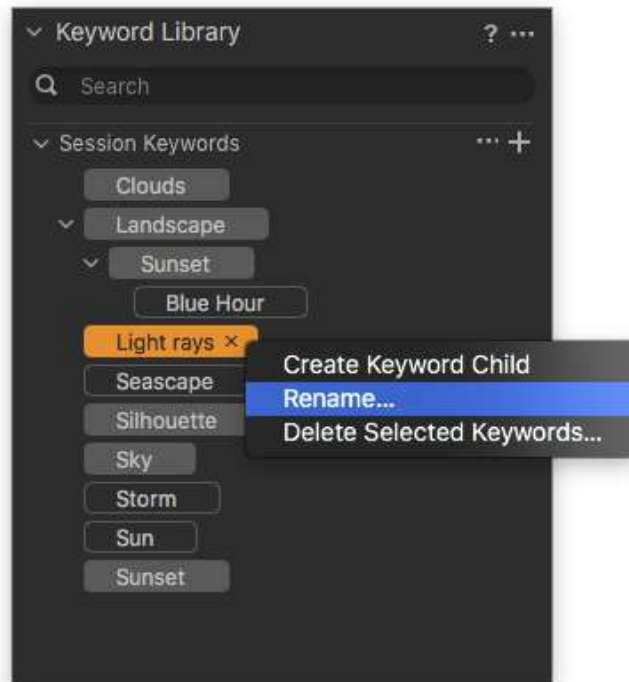 Keyword Library ? ...
Search
Session Keywords ... +
Clouds
Landscape
Sunset
Blue Hour
Light rays ×
Create Keyword Child
Seascape
Rename...
Silhouette
Delete Selected Keywords...
Sky
Storm
Sun
Sunset